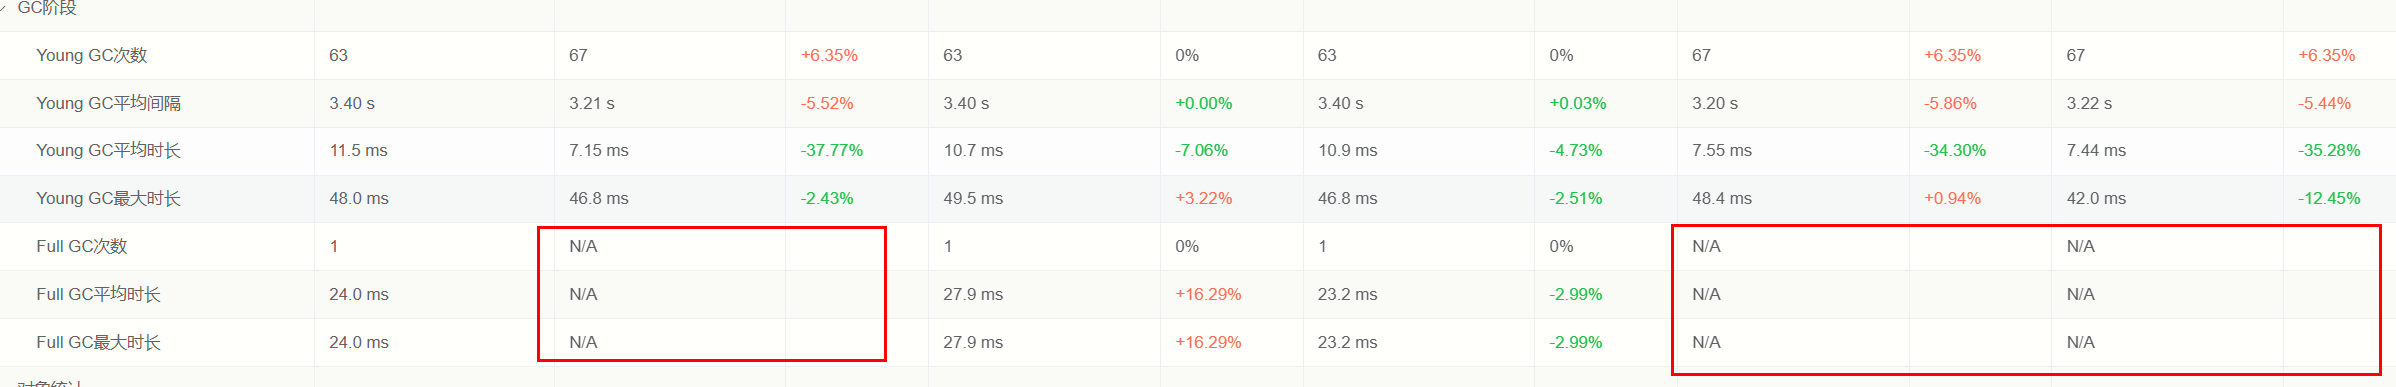 GC阶段
Young GC次数 63 67 +6.35% 63 0% 63 0% 67 +6.35% 67 +6.35%
Young GC平均间隔 3.40 s 3.21 s -5.52% 3.40 s +0.00% 3.40 s +0.03% 3.20 s -5.86% 3.22 s -5.44%
Young GC平均时长 11.5 ms 7.15 ms -37.77% 10.7 ms -7.06% 10.9 ms -4.73% 7.55 ms -34.30% 7.44 ms -35.28%
Young GC最大时长 48.0 ms 46.8 ms -2.43% 49.5 ms +3.22% 46.8 ms -2.51% 48.4 ms +0.94% 42.0 ms -12.45%
Full GC次数 1 N/A 1 0% 1 0% N/A N/A
Full GC平均时长 24.0 ms N/A 27.9 ms +16.29% 23.2 ms -2.99% N/A N/A
Full GC最大时长 24.0 ms N/A 27.9 ms +16.29% 23.2 ms -2.99% N/A N/A